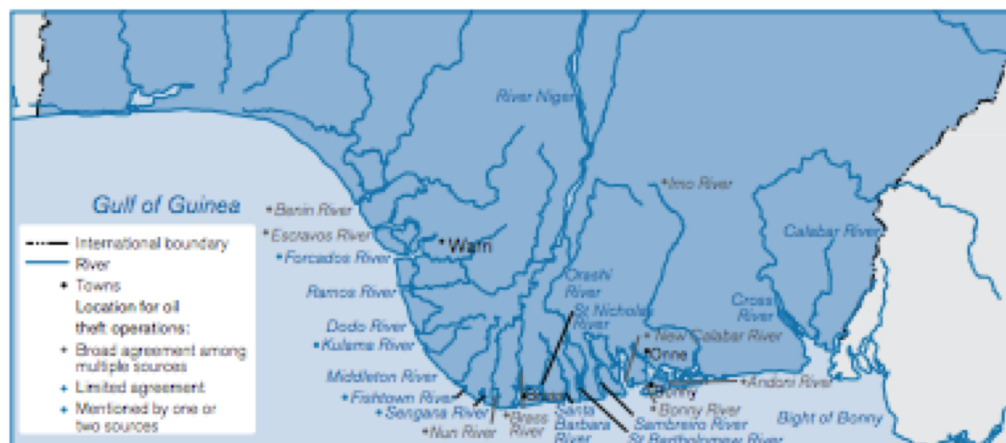 River Niger
*Imo River
Gulf of Guinea
*Benin River
*Escravos River
*Forcados River
Warri
Calabar River
International boundary
River
Towns
Location for oil
theft operations:
Broad agreement among
multiple sources
Limited agreement
Mentioned by one or
two sources
Ramos River
Orashi
River
St Nicholas
River
Cross
River
Dodo River
*Kulama River
*New Calabar River
Onne
Middleton River
*Fishtown River
*Sengana River
*Nun River
*Brass
River
Brass
Santa
Barbara
River
Bonny
*Andoni River
*Bonny River
Sambreiro River
St Bartholomew River
Bight of Bonny